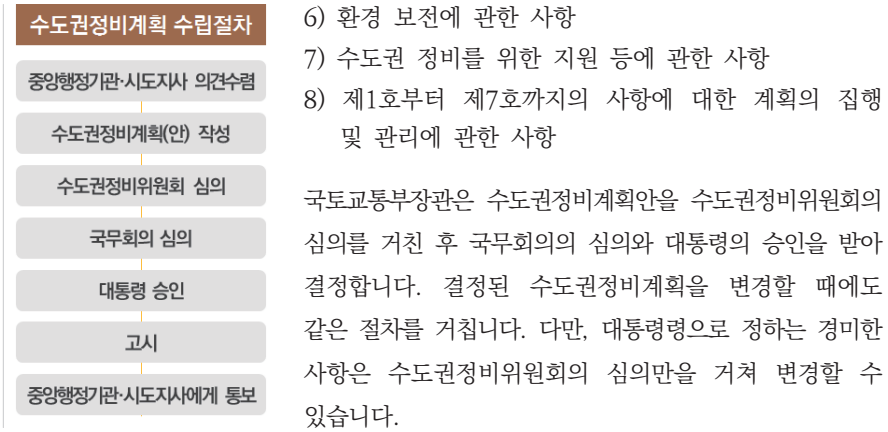 수도권정비계획 수립절차
중앙행정기관·시도지사 의견수렴
수도권정비계획(안) 작성
수도권정비위원회 심의
국무회의 심의
대통령 승인
고시
중앙행정기관·시도지사에게 통보
6) 환경 보전에 관한 사항
7) 수도권 정비를 위한 지원 등에 관한 사항
8) 제1호부터 제7호까지의 사항에 대한 계획의 집행
및 관리에 관한 사항
국토교통부장관은 수도권정비계획안을 수도권정비위원회의
심의를 거친 후 국무회의의 심의와 대통령의 승인을 받아
결정합니다. 결정된 수도권정비계획을 변경할 때에도
같은 절차를 거칩니다. 다만, 대통령령으로 정하는 경미한
사항은 수도권정비위원회의 심의만을 거쳐 변경할 수
있습니다.